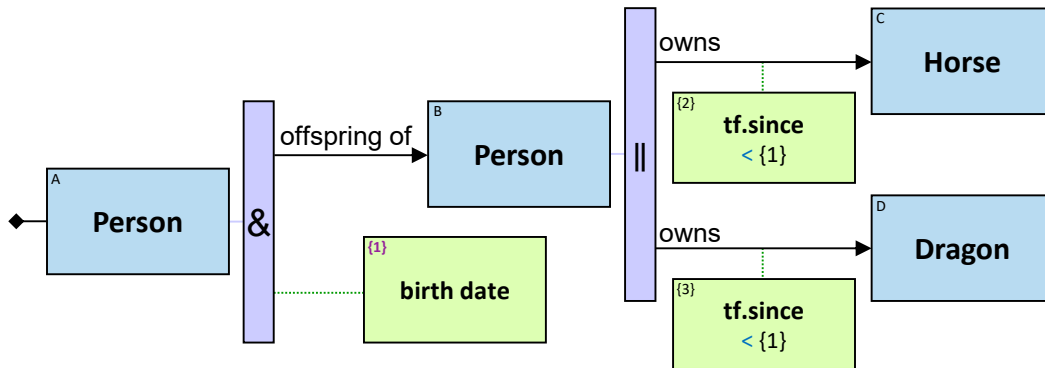 A
Person
&
offspring of
B
Person
{1}
birth date
||
owns
C
Horse
{2}
tf.since
< {1}
owns
D
Dragon
{3}
tf.since
< {1}